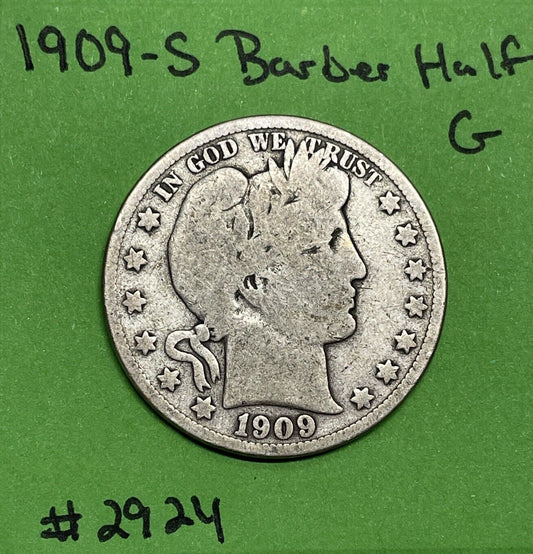 1909-S Barber Half
G
IN GOD WE TRUST
1909
#2924